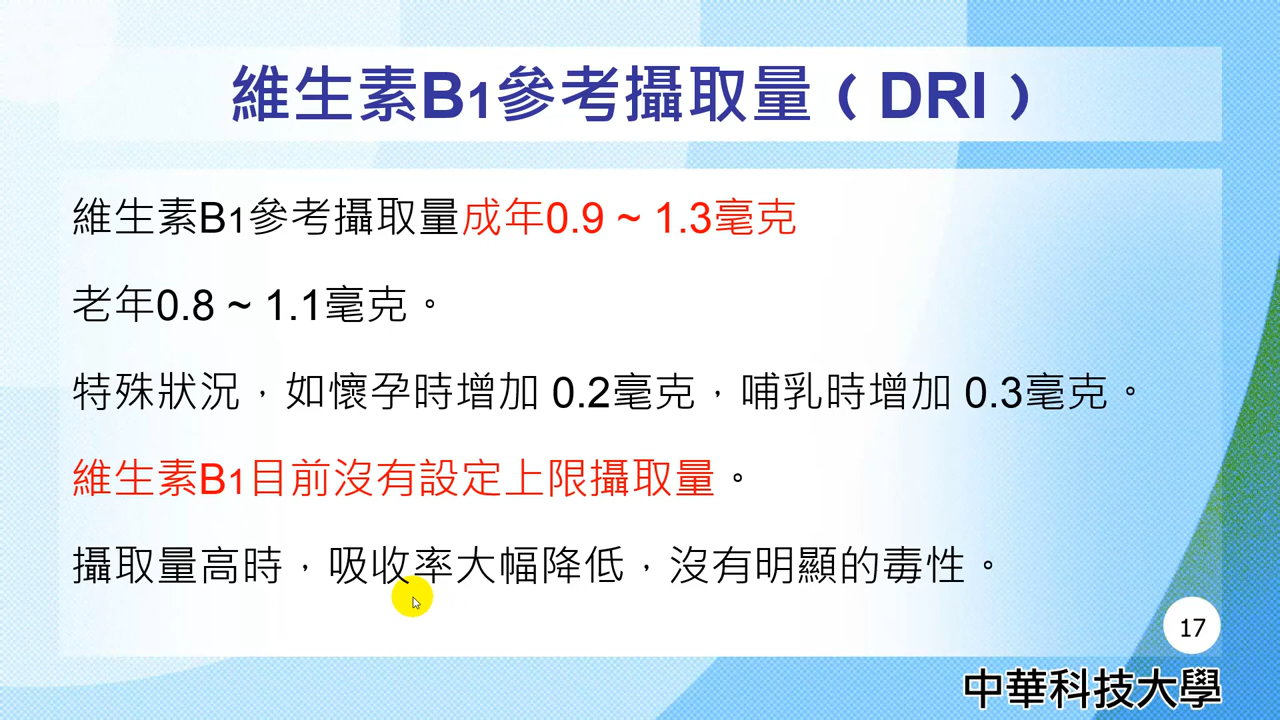 維生素B1參考攝取量（DRI）
維生素B1參考攝取量成年0.9 ~ 1.3毫克
老年0.8 ~ 1.1毫克。
特殊狀況，如懷孕時增加 0.2毫克，哺乳時增加 0.3毫克。
維生素B1目前沒有設定上限攝取量。
攝取量高時，吸收率大幅降低，沒有明顯的毒性。
17
中華科技大學